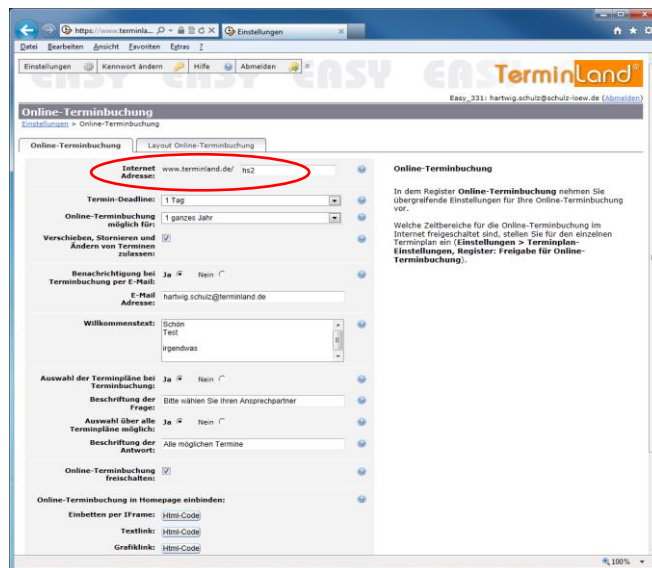 https://www.terminla...
Einstellungen
Datei Bearbeiten Ansicht Favoriten Extras ?
Einstellungen Kennwort ändern Hilfe Abmelden
EASY EASY EASY EASY
TerminLand®
Easy_331: hartwig.schulz@schulz-loew.de (Abmelden)
Online-Terminbuchung
Einstellungen > Online-Terminbuchung
Online-Terminbuchung Layout Online-Terminbuchung
Internet Adresse: www.terminland.de/ hs2
Termin-Deadline: 1 Tag
Online-Terminbuchung möglich für: 1 ganzes Jahr
Verschieben, Stornieren und
Ändern von Terminen
zulassen:
Benachrichtigung bei
Terminbuchung per E-Mail: Ja Nein
E-Mail
Adresse: hartwig.schulz@terminland.de
Willkommenstext: Schön
Test
irgendwas
Auswahl der Terminpläne bei
Terminbuchung: Ja Nein
Beschriftung der
Frage: Bitte wählen Sie Ihren Ansprechpartner
Auswahl über alle
Terminpläne möglich: Ja Nein
Beschriftung der
Antwort: Alle möglichen Termine
Online-Terminbuchung
freischalten:
Online-Terminbuchung in Homepage einbinden:
Einbetten per IFrame: Html-Code
Textlink: Html-Code
Grafiklink: Html-Code
Online-Terminbuchung
In dem Register Online-Terminbuchung nehmen Sie
übergreifende Einstellungen für Ihre Online-Terminbuchung
vor.
Welche Zeitbereiche für die Online-Terminbuchung im
Internet freigeschaltet sind, stellen Sie für den einzelnen
Terminplan ein (Einstellungen > Terminplan-
Einstellungen, Register: Freigabe für Online-
Terminbuchung).
100%